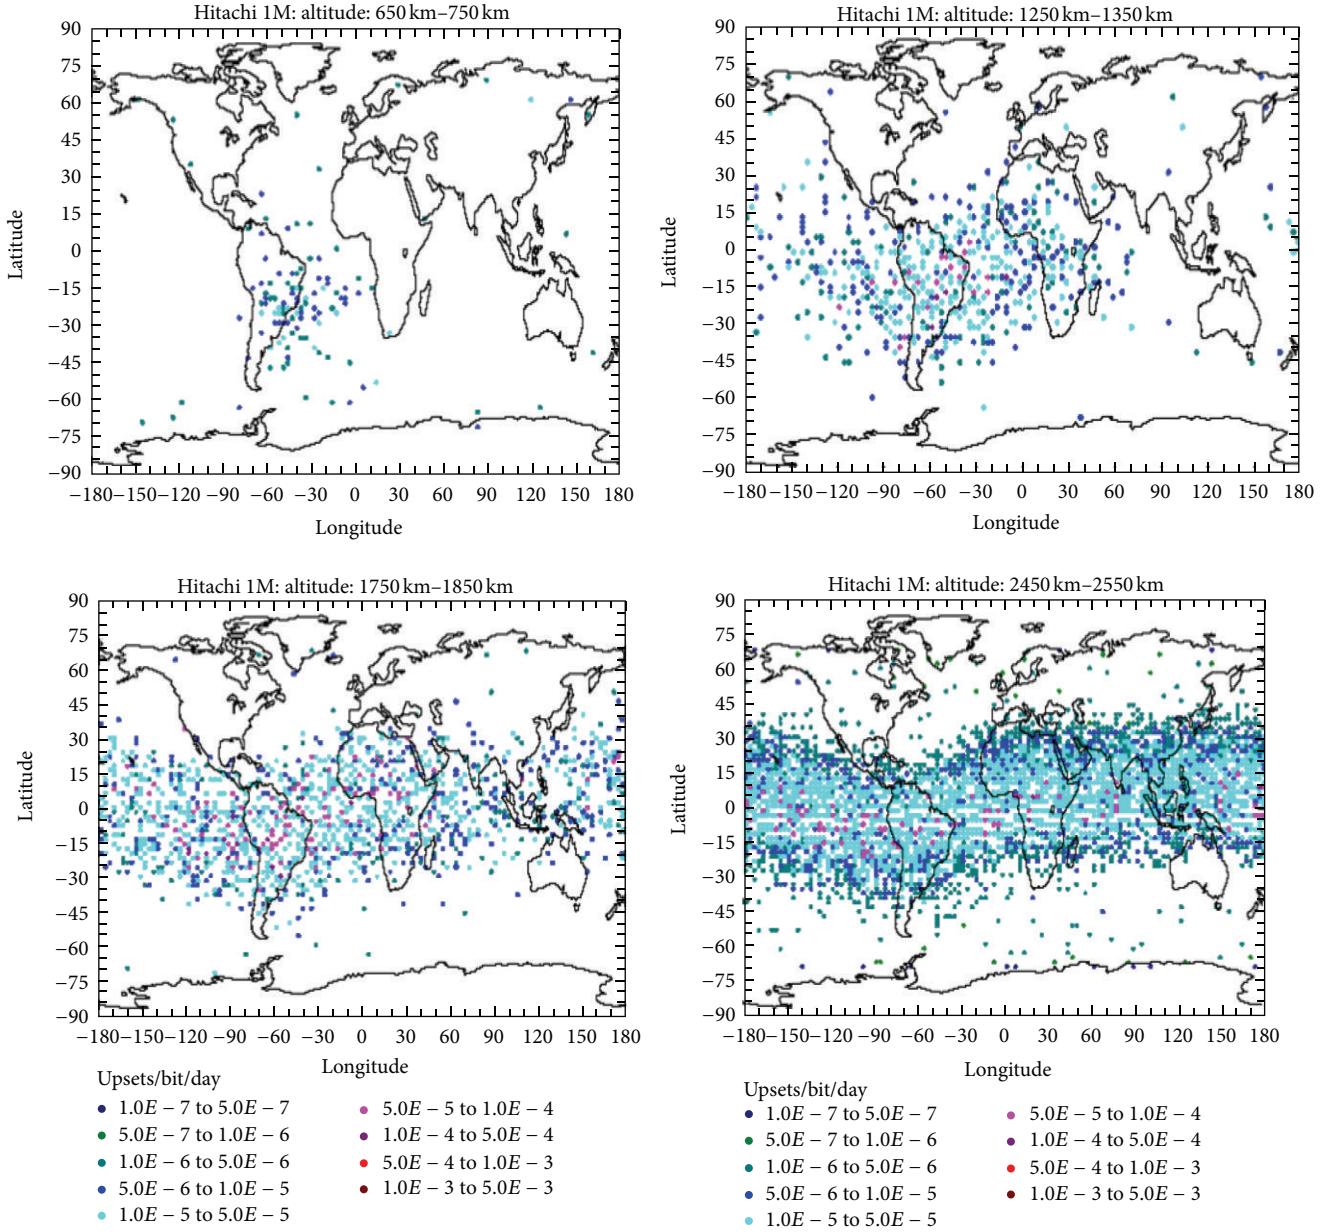 Hitachi 1M: altitude: 650 km–750 km
90
75
60
45
30
15
0
−15
−30
−45
−60
−75
−90
Latitude
−180 −150 −120 −90 −60 −30 0 30 60 90 120 150 180
Longitude
Hitachi 1M: altitude: 1250 km–1350 km
90
75
60
45
30
15
0
−15
−30
−45
−60
−75
−90
Latitude
−180 −150 −120 −90 −60 −30 0 30 60 90 120 150 180
Longitude
Hitachi 1M: altitude: 1750 km–1850 km
90
75
60
45
30
15
0
−15
−30
−45
−60
−75
−90
Latitude
−180 −150 −120 −90 −60 −30 0 30 60 90 120 150 180
Longitude
Upsets/bit/day
1.0E − 7 to 5.0E − 7
5.0E − 7 to 1.0E − 6
1.0E − 6 to 5.0E − 6
5.0E − 6 to 1.0E − 5
1.0E − 5 to 5.0E − 5
5.0E − 5 to 1.0E − 4
1.0E − 4 to 5.0E − 4
5.0E − 4 to 1.0E − 3
1.0E − 3 to 5.0E − 3
Hitachi 1M: altitude: 2450 km–2550 km
90
75
60
45
30
15
0
−15
−30
−45
−60
−75
−90
Latitude
−180 −150 −120 −90 −60 −30 0 30 60 90 120 150 180
Longitude
Upsets/bit/day
1.0E − 7 to 5.0E − 7
5.0E − 7 to 1.0E − 6
1.0E − 6 to 5.0E − 6
5.0E − 6 to 1.0E − 5
1.0E − 5 to 5.0E − 5
5.0E − 5 to 1.0E − 4
1.0E − 4 to 5.0E − 4
5.0E − 4 to 1.0E − 3
1.0E − 3 to 5.0E − 3